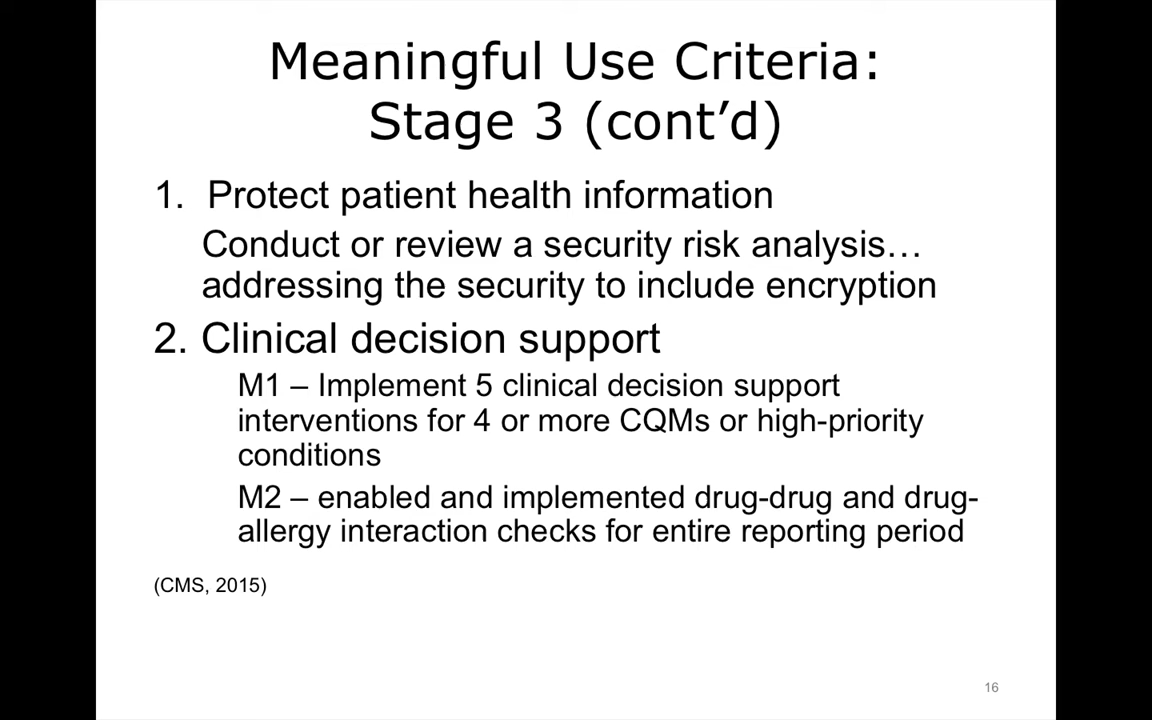 Meaningful Use Criteria:
Stage 3 (cont’d)
1. Protect patient health information
Conduct or review a security risk analysis…
addressing the security to include encryption
2. Clinical decision support
M1 – Implement 5 clinical decision support
interventions for 4 or more CQMs or high-priority
conditions
M2 – enabled and implemented drug-drug and drug-
allergy interaction checks for entire reporting period
(CMS, 2015)
16